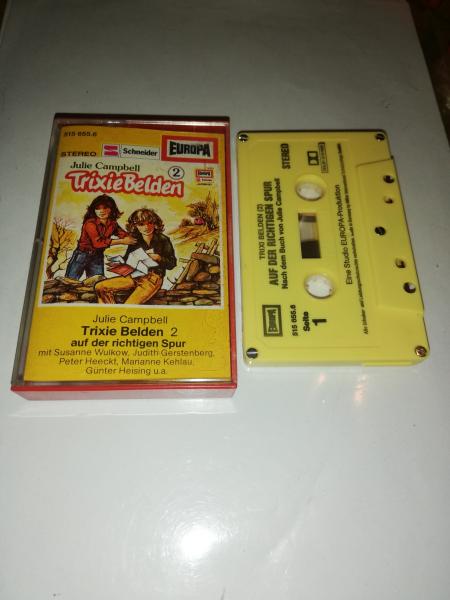 515 655.6
STEREO
Schneider
EUROPA
Julie Campbell
2
Trixie Belden
Julie Campbell
Trixie Belden 2
auf der richtigen Spur
mit Susanne Wulkow, Judith Gerstenberg,
Peter Heeckt, Marianne Kehlau,
Günter Heising u.a.
EUROPA
515 655.6
Seite
1
TRIXI BELDEN (2)
AUF DER RICHTIGEN SPUR
Nach dem Buch von Julie Campbell
STEREO
Eine Studio EUROPA-Produktion